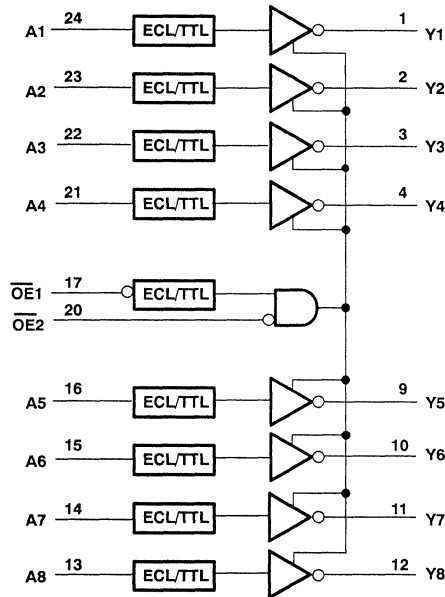 A1 24 ECL/TTL 1 Y1
A2 23 ECL/TTL 2 Y2
A3 22 ECL/TTL 3 Y3
A4 21 ECL/TTL 4 Y4
O̅E̅1 17 ECL/TTL
O̅E̅2 20
A5 16 ECL/TTL 9 Y5
A6 15 ECL/TTL 10 Y6
A7 14 ECL/TTL 11 Y7
A8 13 ECL/TTL 12 Y8